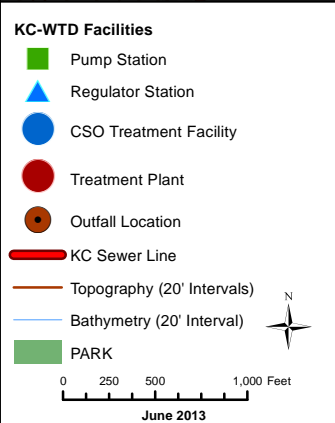 KC-WTD Facilities
Pump Station
Regulator Station
CSO Treatment Facility
Treatment Plant
Outfall Location
KC Sewer Line
Topography (20' Intervals)
Bathymetry (20' Interval)
N
PARK
0 250 500 1,000 Feet
June 2013